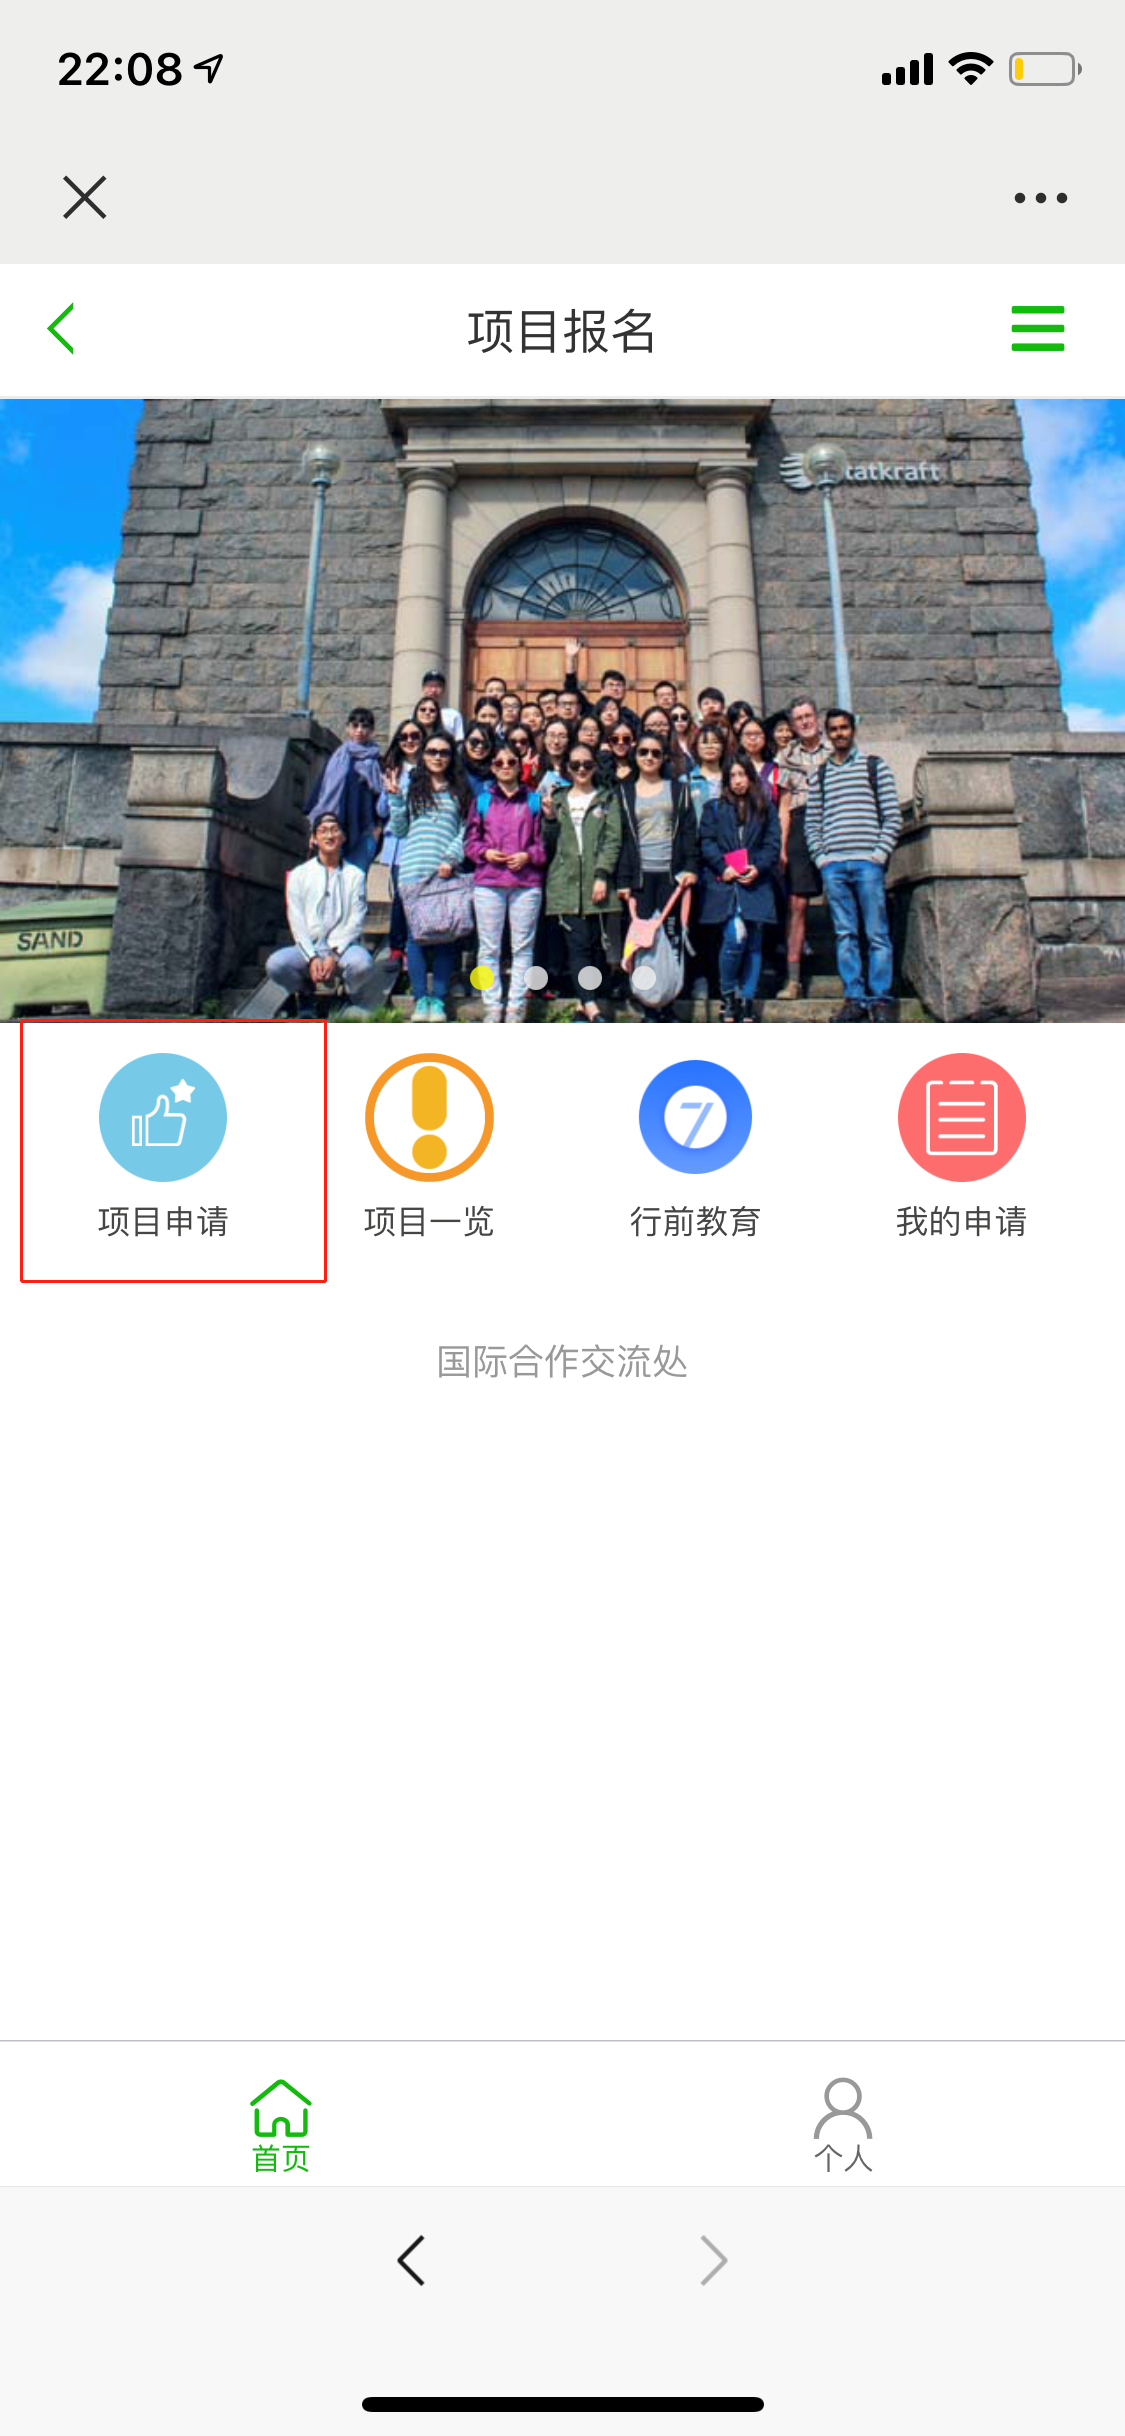 22:08
项目报名
tatkraft
SAND
项目申请 项目一览 行前教育 我的申请
国际合作交流处
首页 个人